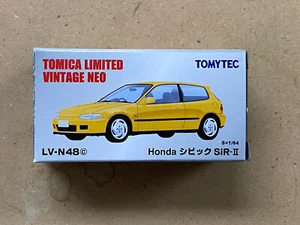 TOMICA LIMITED
VINTAGE NEO
TOMYTEC
S=1/64
LV-N48©
Honda シビック SiR-II